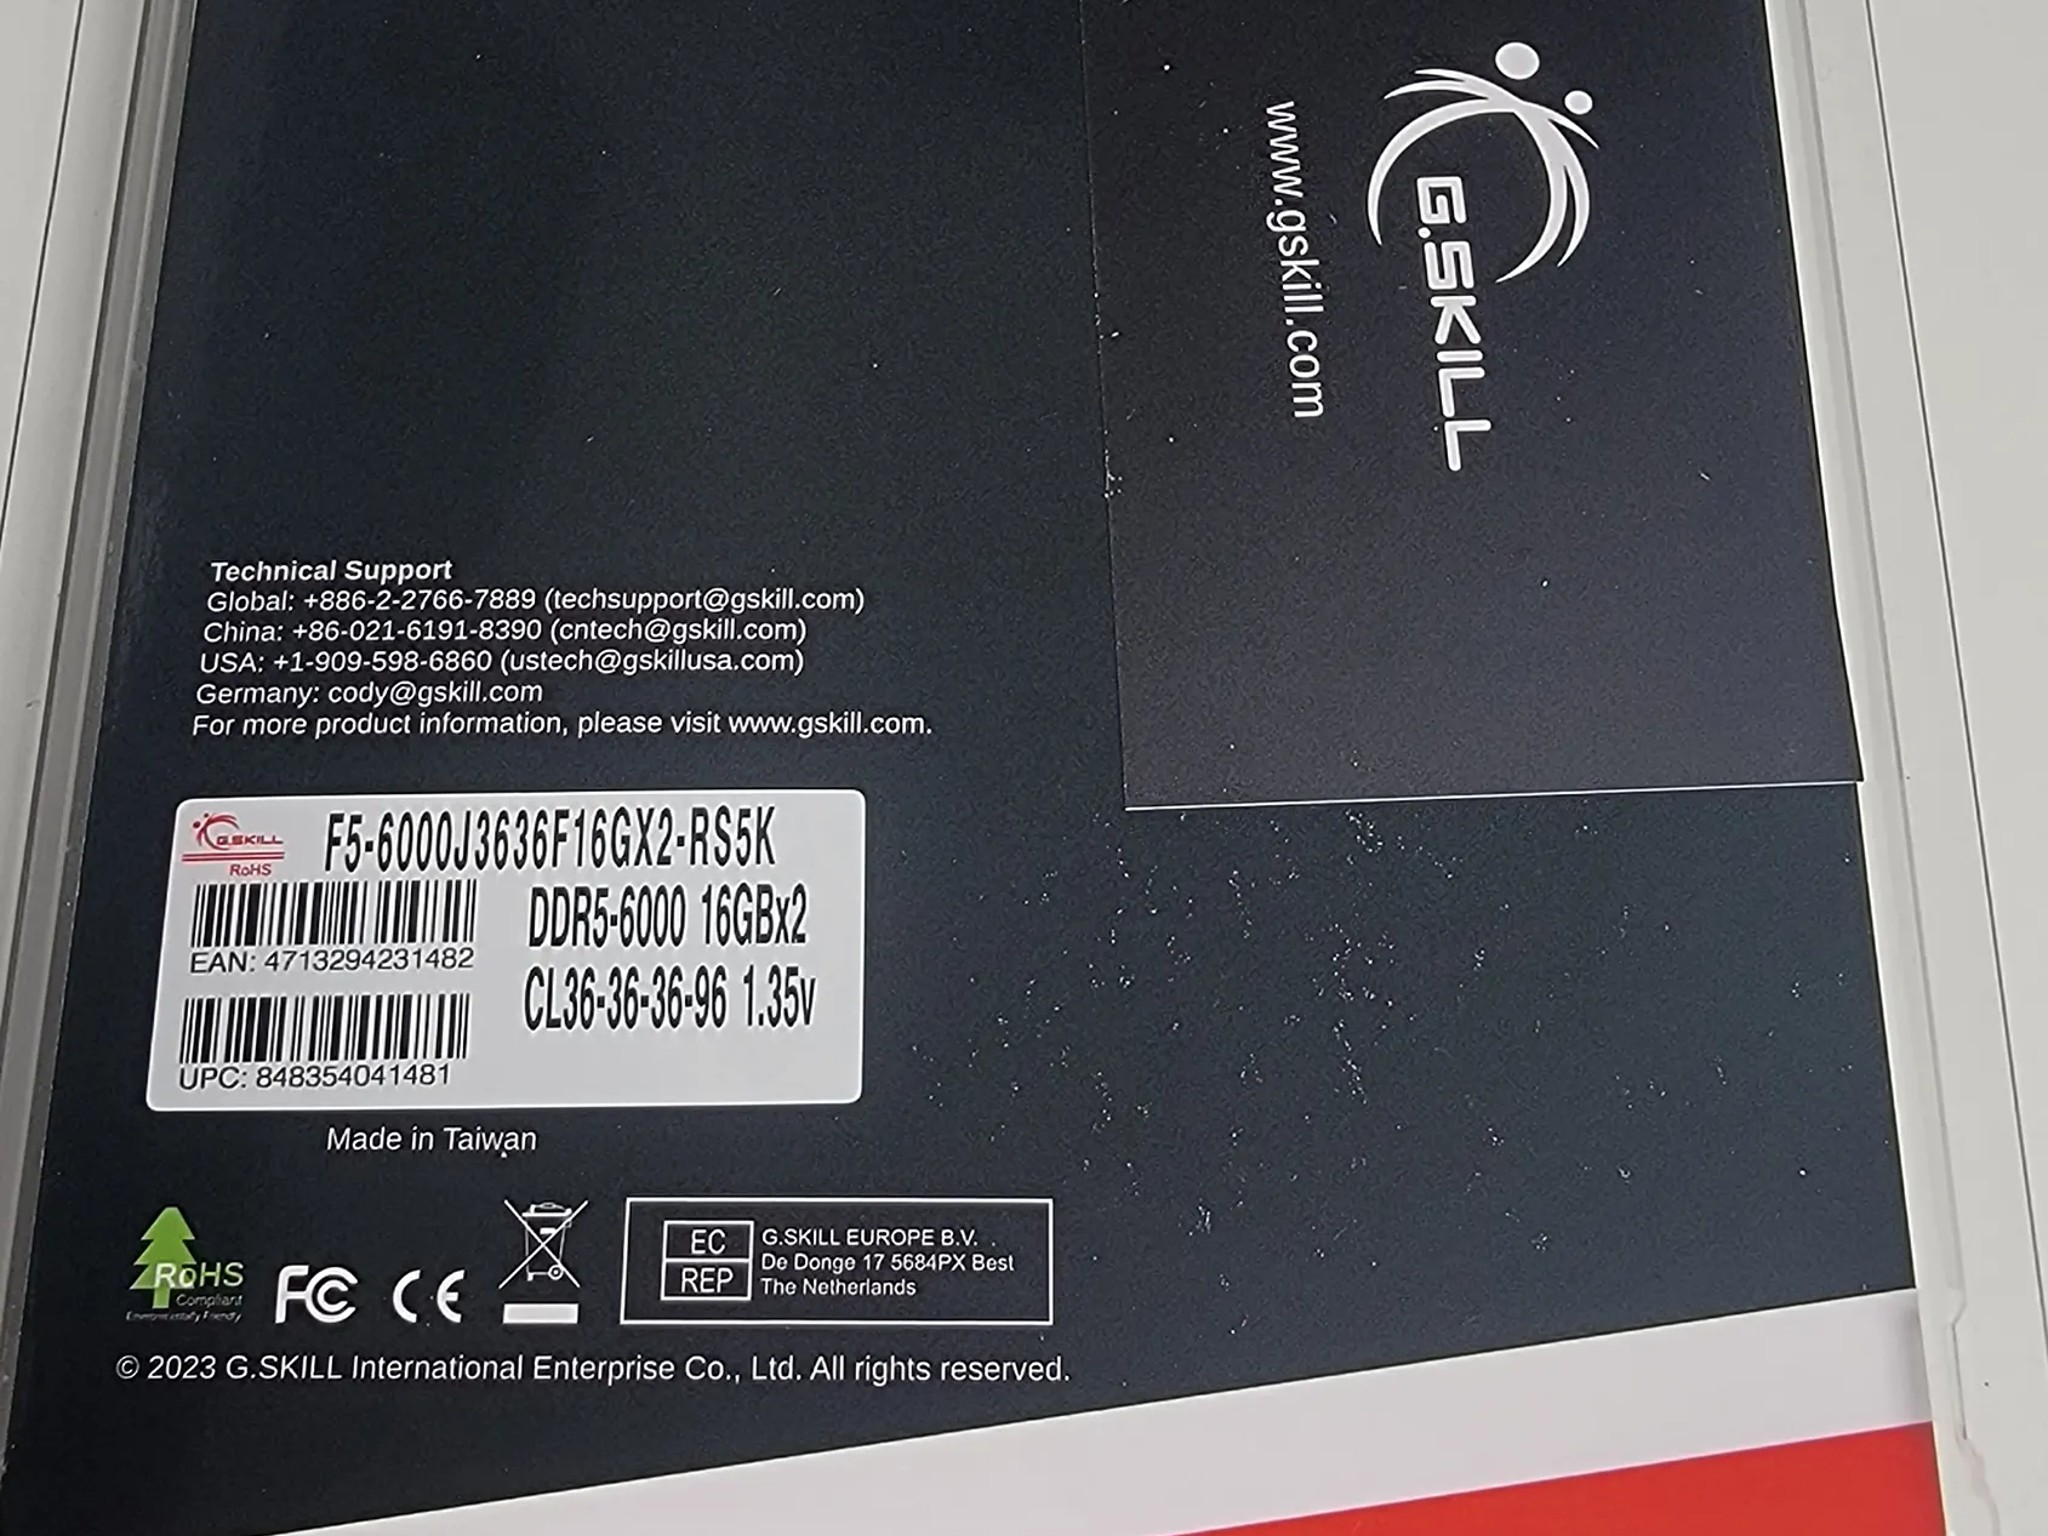 G.SKILL
www.gskill.com
Technical Support
Global: +886-2-2766-7889 (techsupport@gskill.com)
China: +86-021-6191-8390 (cntech@gskill.com)
USA: +1-909-598-6860 (ustech@gskillusa.com)
Germany: cody@gskill.com
For more product information, please visit www.gskill.com.
G.SKILL
RoHS
F5-6000J3636F16GX2-RS5K
DDR5-6000 16GBx2
CL36-36-36-96 1.35v
EAN: 4713294231482
UPC: 848354041481
Made in Taiwan
RoHS
Compliant
Environmentally Friendly
FC CE
EC REP
G.SKILL EUROPE B.V.
De Donge 17 5684PX Best
The Netherlands
© 2023 G.SKILL International Enterprise Co., Ltd. All rights reserved.